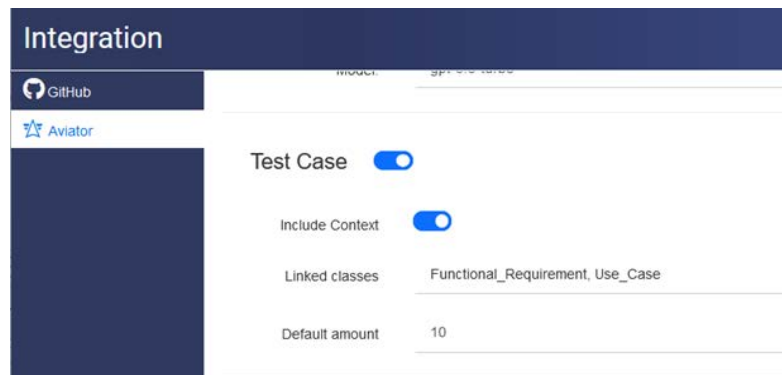 Integration
GitHub
Aviator
Test Case
Include Context
Linked classes Functional_Requirement, Use_Case
Default amount 10